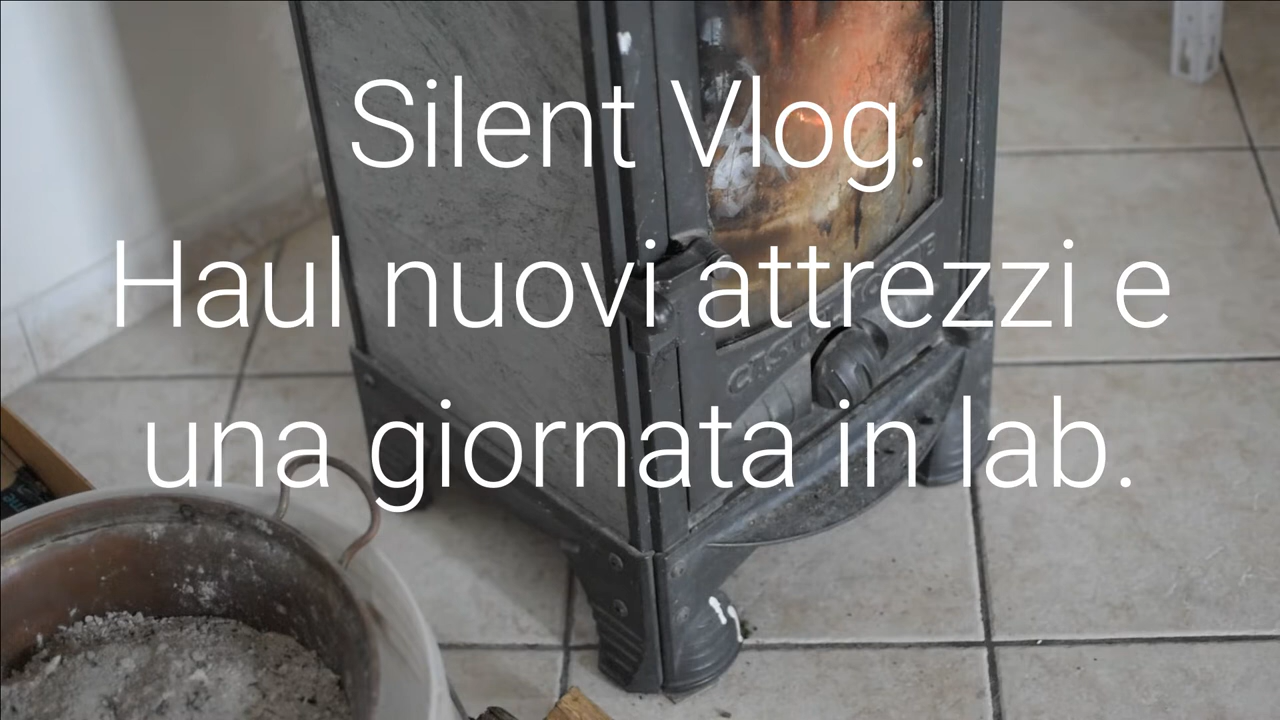 Silent Vlog.
Haul nuovi attrezzi e
una giornata in lab.